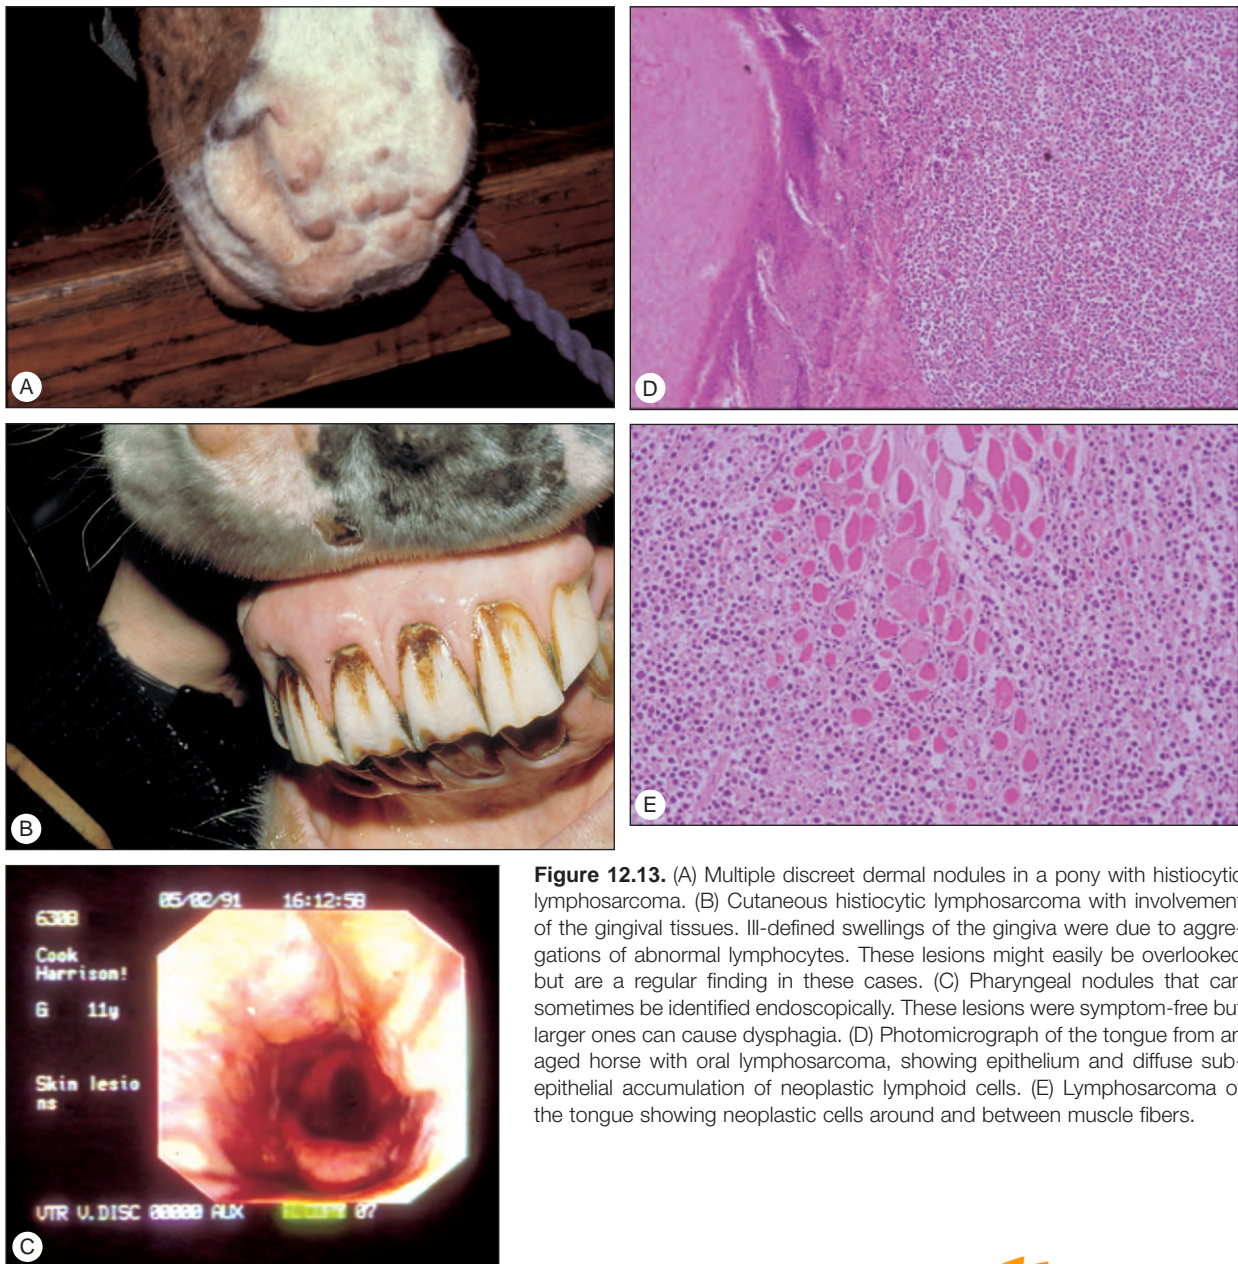 A
D
B
E
05/02/91 16:12:58
6308
Cook
Harrison!
G 11y
Skin lesio
ns
VTR V.DISC 00000 AUX 07
C
Figure 12.13. (A) Multiple discreet dermal nodules in a pony with histiocytic
lymphosarcoma. (B) Cutaneous histiocytic lymphosarcoma with involvement
of the gingival tissues. Ill-defined swellings of the gingiva were due to aggre-
gations of abnormal lymphocytes. These lesions might easily be overlooked
but are a regular finding in these cases. (C) Pharyngeal nodules that can
sometimes be identified endoscopically. These lesions were symptom-free but
larger ones can cause dysphagia. (D) Photomicrograph of the tongue from an
aged horse with oral lymphosarcoma, showing epithelium and diffuse sub-
epithelial accumulation of neoplastic lymphoid cells. (E) Lymphosarcoma of
the tongue showing neoplastic cells around and between muscle fibers.